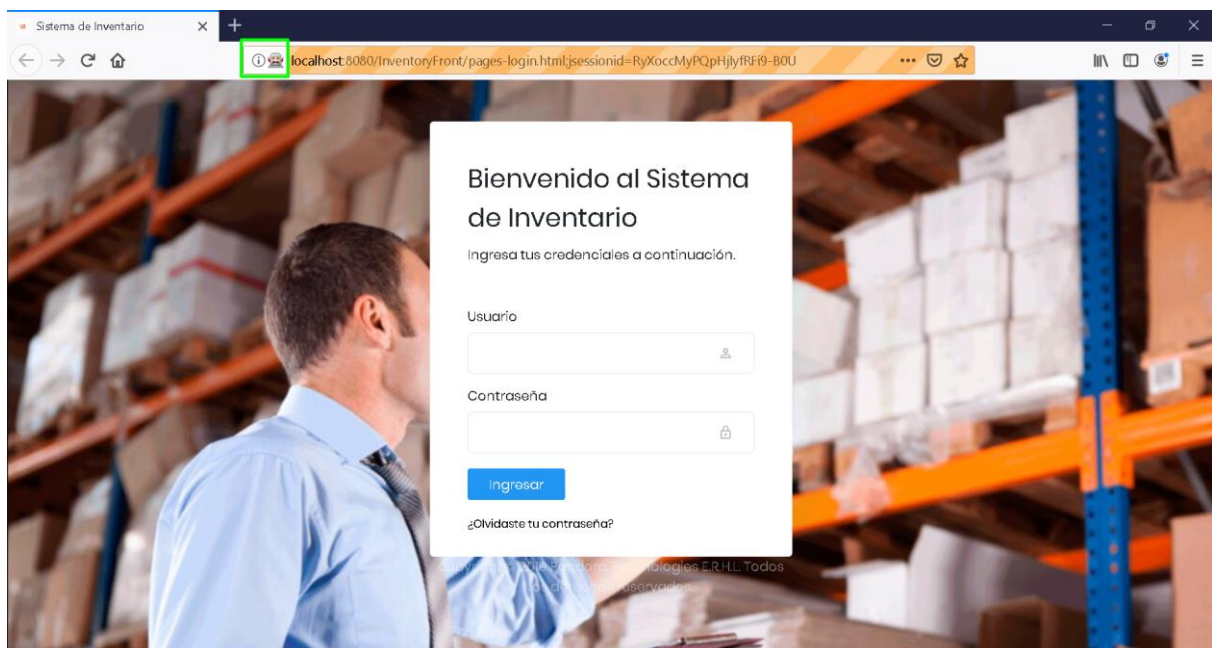 Sistema de Inventario
localhost:8080/InventoryFront/pages-login.html;jsessionid=RyXoccMyPQpHjlyfRFi9-B0U
Bienvenido al Sistema
de Inventario
Ingresa tus credenciales a continuación.
Usuario
Contraseña
Ingresar
¿Olvidaste tu contraseña?
E.R.H.L. Todos